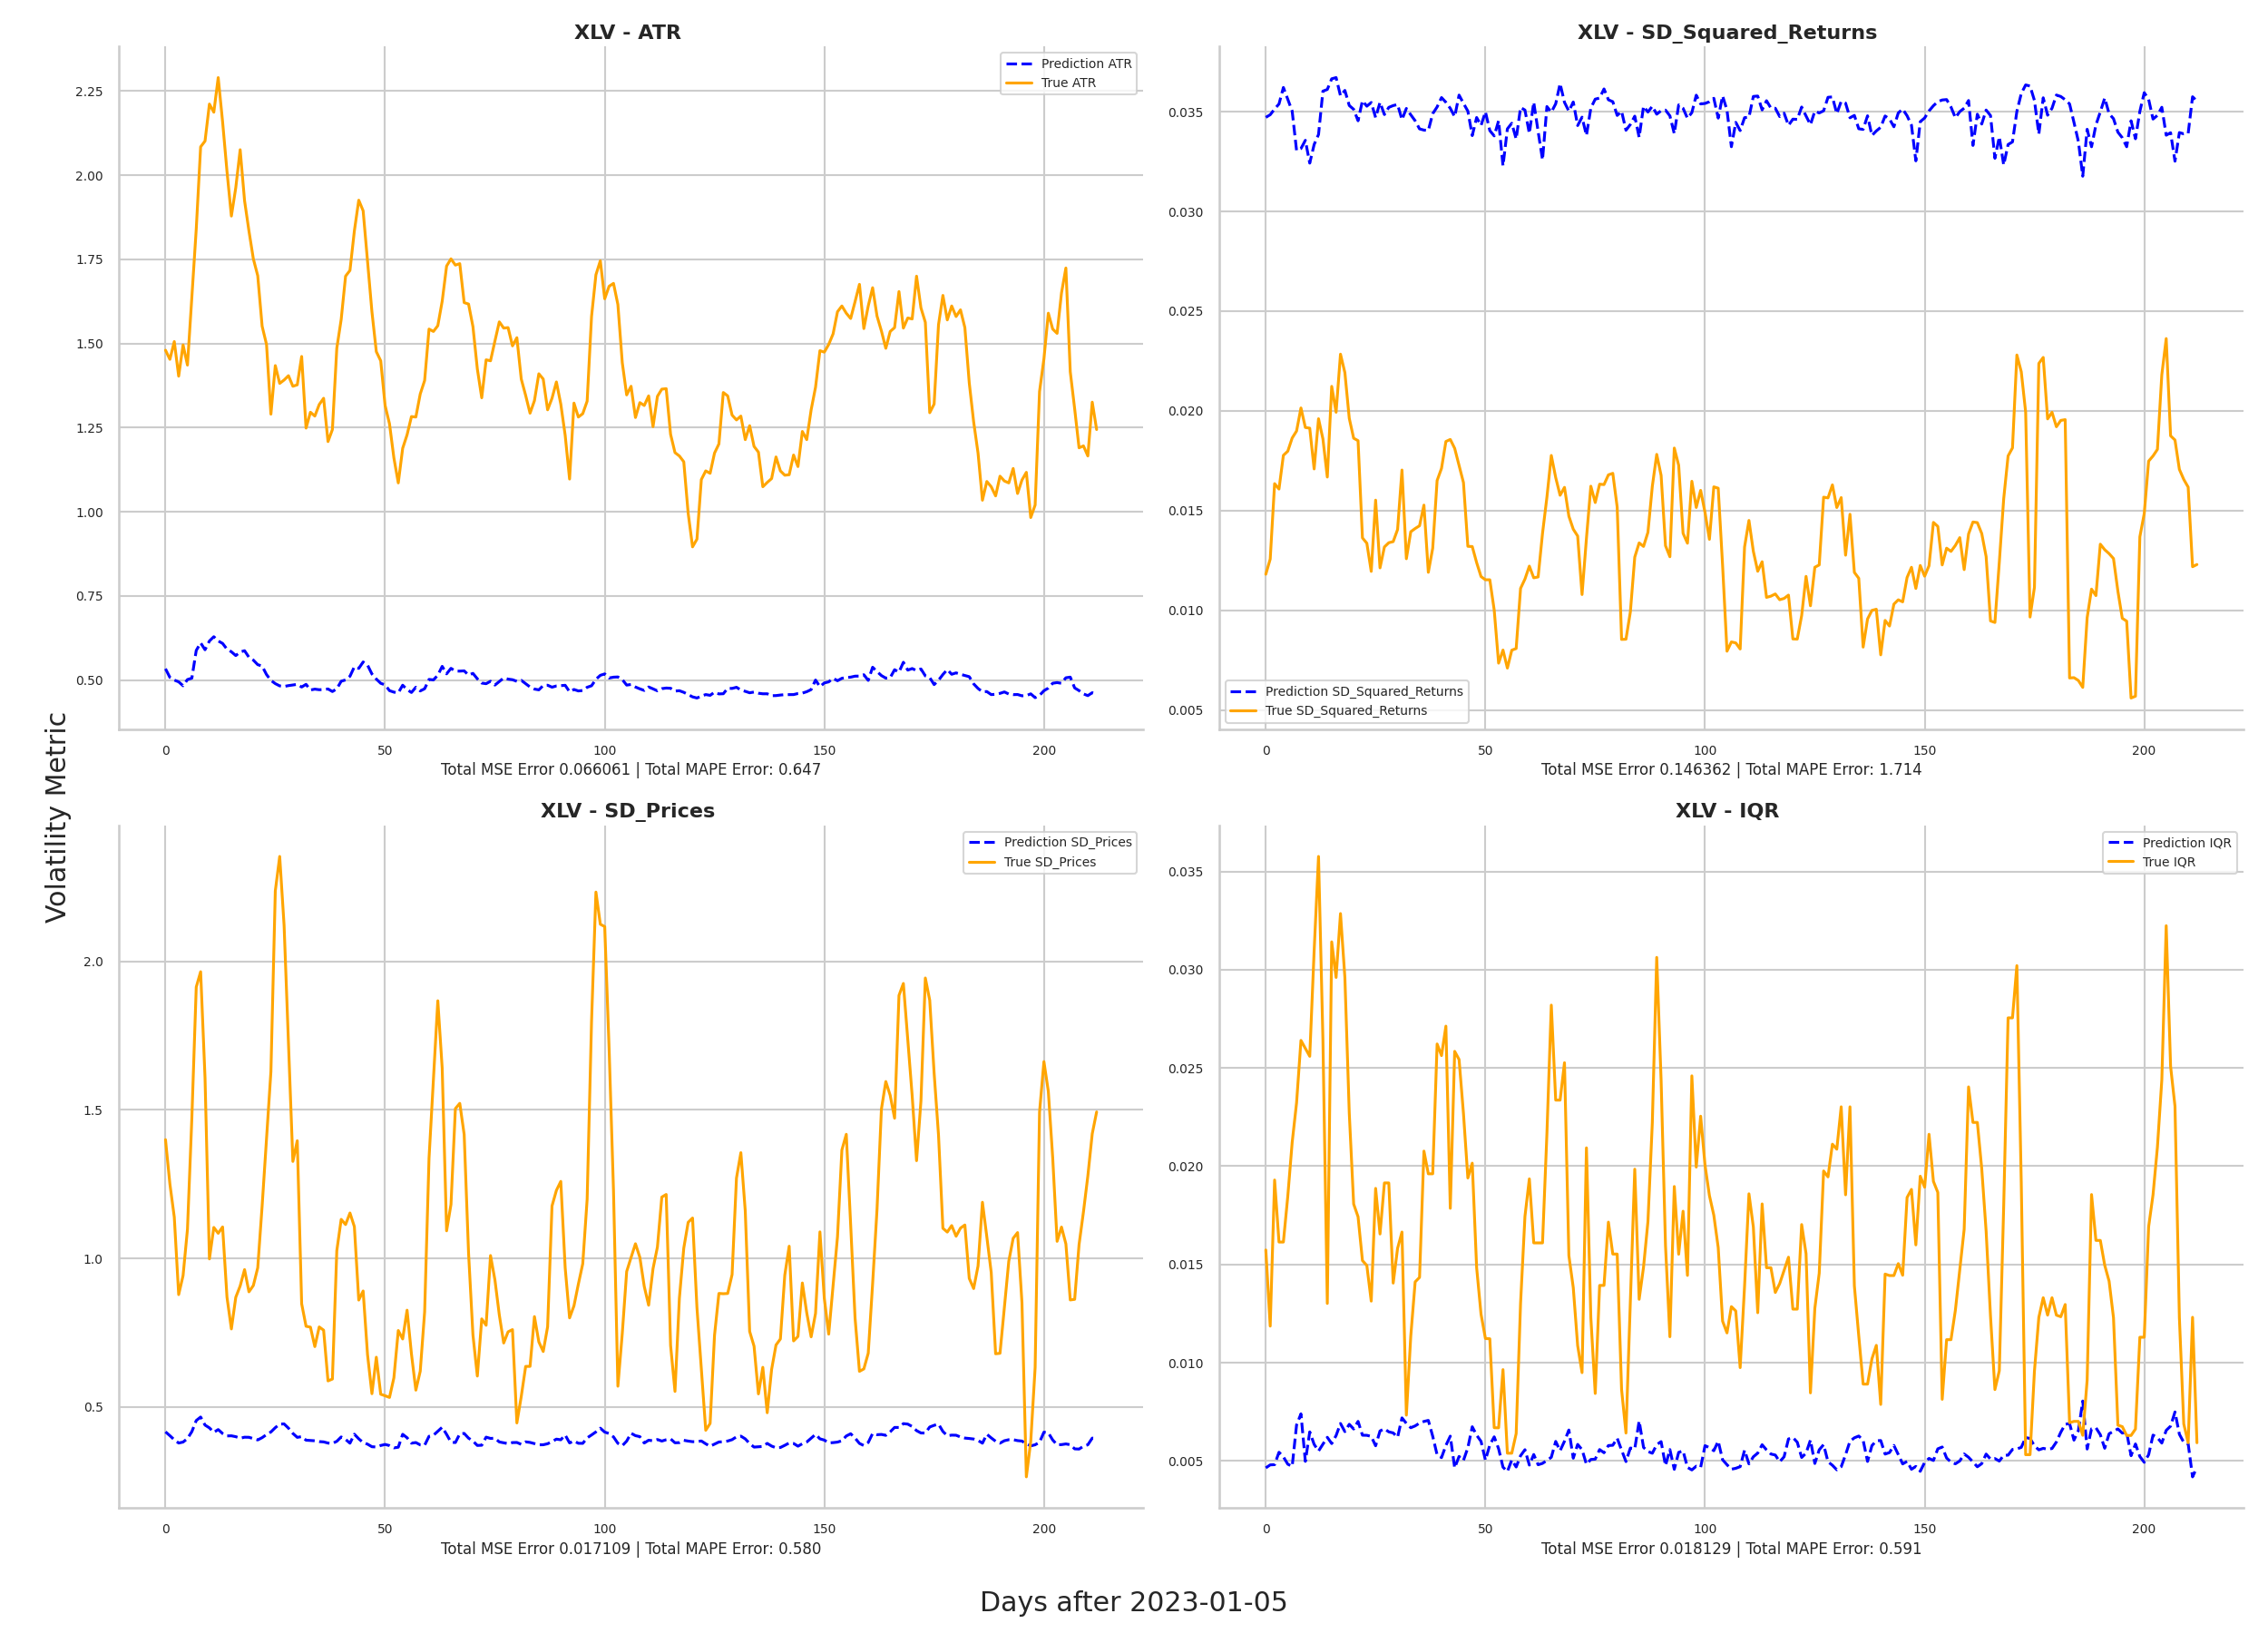 XLV - ATR
Prediction ATR
True ATR
2.25
2.00
1.75
1.50
1.25
1.00
0.75
0.50
0
50
100
150
200
Total MSE Error 0.066061 | Total MAPE Error: 0.647
XLV - SD_Squared_Returns
0.035
0.030
0.025
0.020
0.015
0.010
0.005
Prediction SD_Squared_Returns
True SD_Squared_Returns
0
50
100
150
200
Total MSE Error 0.146362 | Total MAPE Error: 1.714
Volatility Metric
XLV - SD_Prices
Prediction SD_Prices
True SD_Prices
2.0
1.5
1.0
0.5
0
50
100
150
200
Total MSE Error 0.017109 | Total MAPE Error: 0.580
XLV - IQR
Prediction IQR
True IQR
0.035
0.030
0.025
0.020
0.015
0.010
0.005
0
50
100
150
200
Total MSE Error 0.018129 | Total MAPE Error: 0.591
Days after 2023-01-05